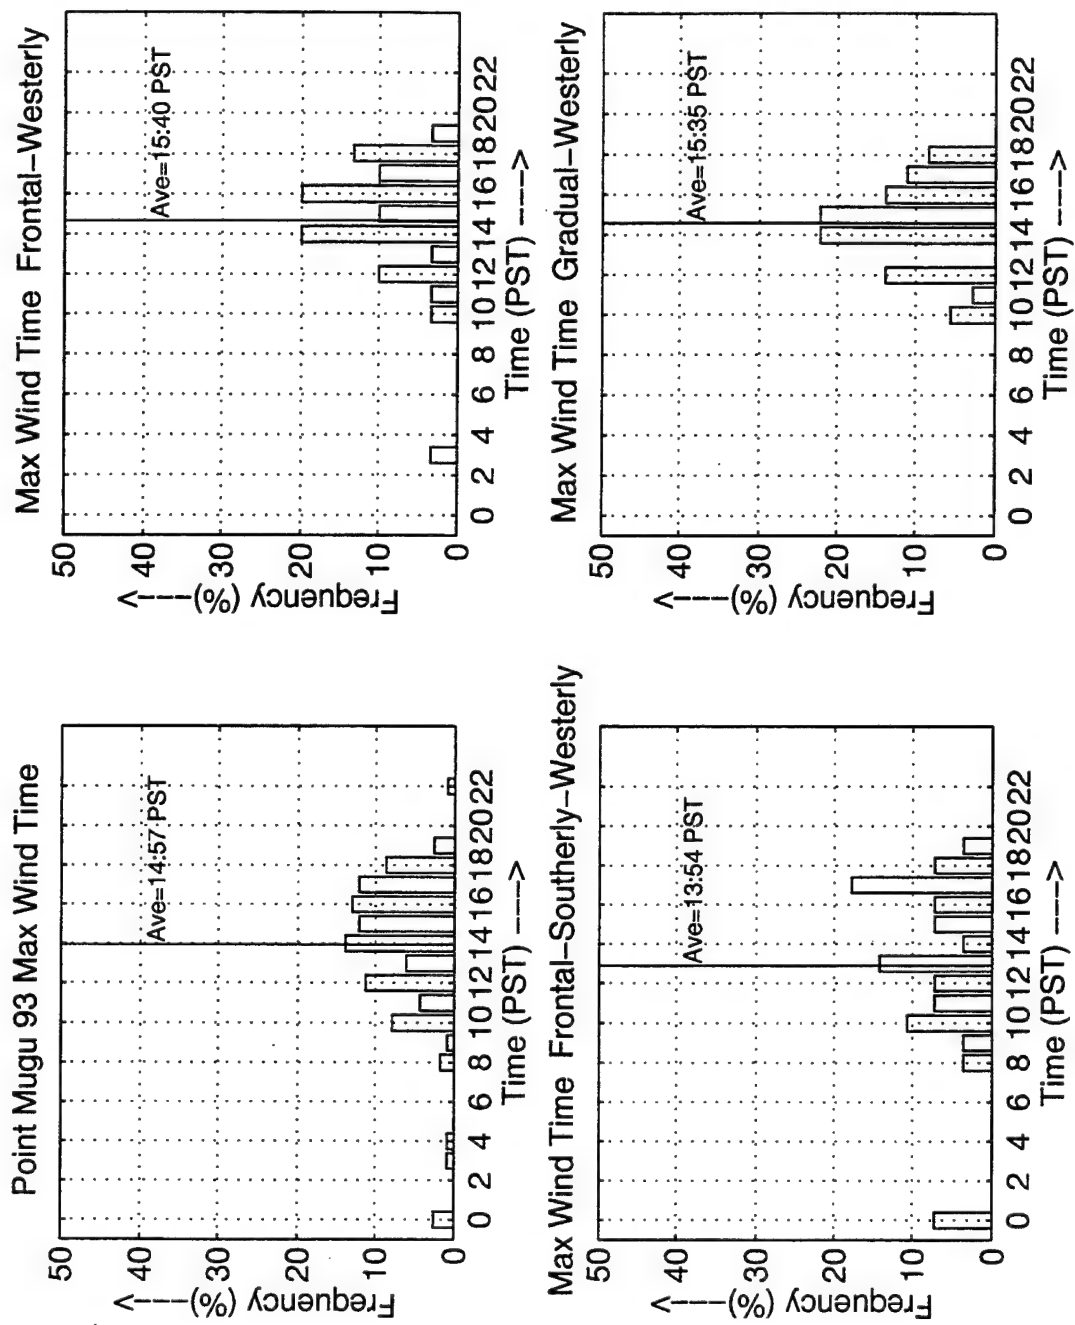 Point Mugu 93 Max Wind Time
50
40
30
20
10
0
Frequency (%)---->
Ave=14:57 PST
0 2 4 6 8 10 12 14 16 18 20 22
Time (PST) ---->
Max Wind Time Frontal-Westerly
50
40
30
20
10
0
Frequency (%)---->
Ave=15:40 PST
0 2 4 6 8 10 12 14 16 18 20 22
Time (PST) ---->
Max Wind Time Frontal-Southerly-Westerly
50
40
30
20
10
0
Frequency (%)---->
Ave=13:54 PST
0 2 4 6 8 10 12 14 16 18 20 22
Time (PST) ---->
Max Wind Time Gradual-Westerly
50
40
30
20
10
0
Frequency (%)---->
Ave=15:35 PST
0 2 4 6 8 10 12 14 16 18 20 22
Time (PST) ---->